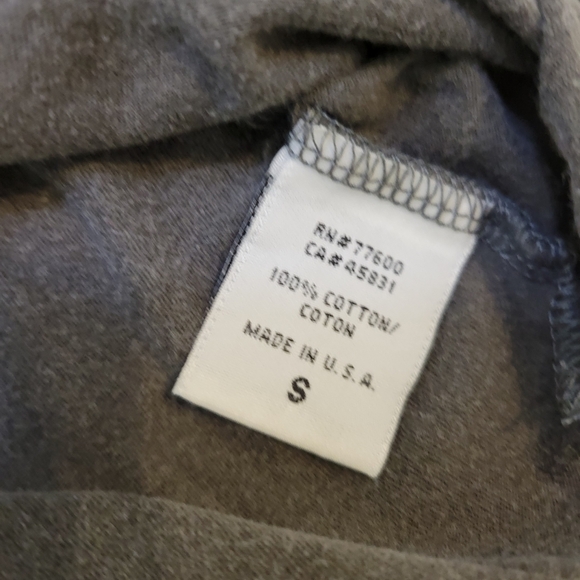 RN#77600
CA#45831
100% COTTON/
COTON
MADE IN U.S.A.
S